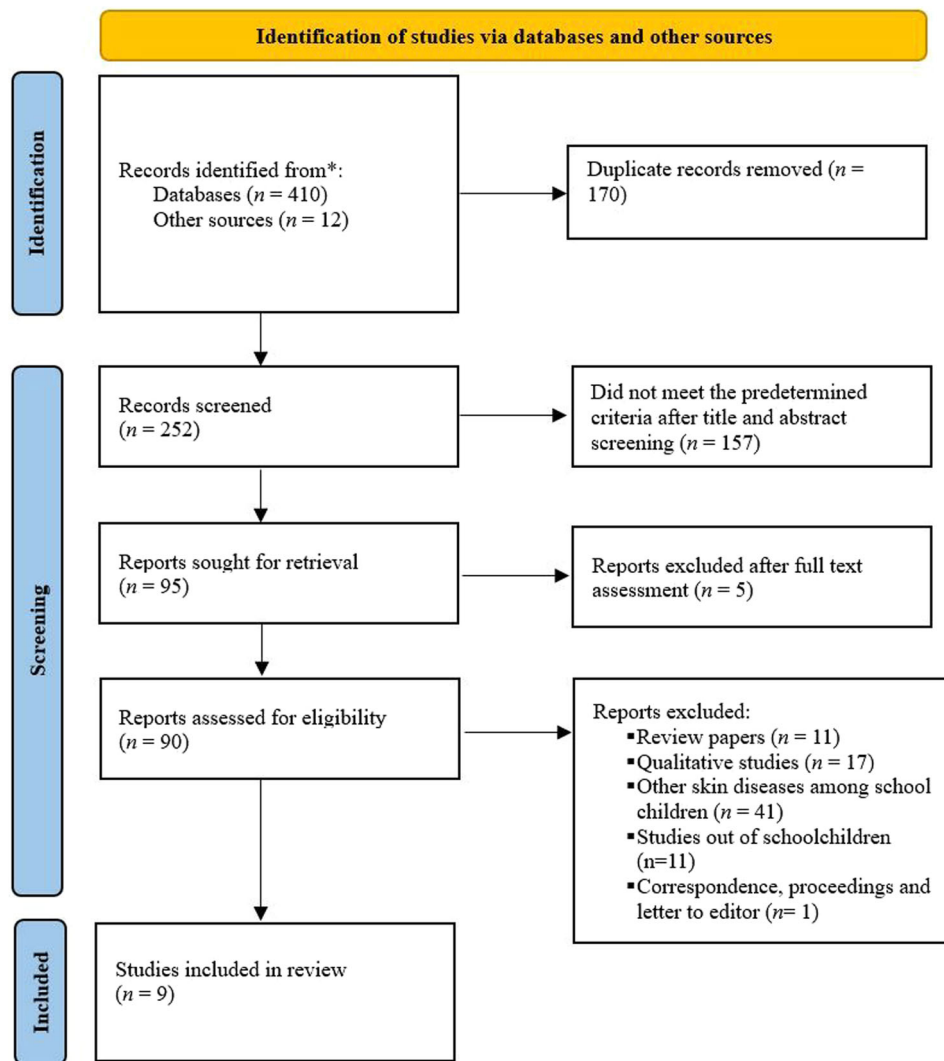 Identification of studies via databases and other sources
Identification
Records identified from*:
Databases (n = 410)
Other sources (n = 12)
Duplicate records removed (n =
170)
Screening
Records screened
(n = 252)
Did not meet the predetermined
criteria after title and abstract
screening (n = 157)
Reports sought for retrieval
(n = 95)
Reports excluded after full text
assessment (n = 5)
Reports assessed for eligibility
(n = 90)
Reports excluded:
▪Review papers (n = 11)
▪Qualitative studies (n = 17)
▪Other skin diseases among school
children (n = 41)
▪Studies out of schoolchildren
(n=11)
▪Correspondence, proceedings and
letter to editor (n= 1)
Included
Studies included in review
(n = 9)